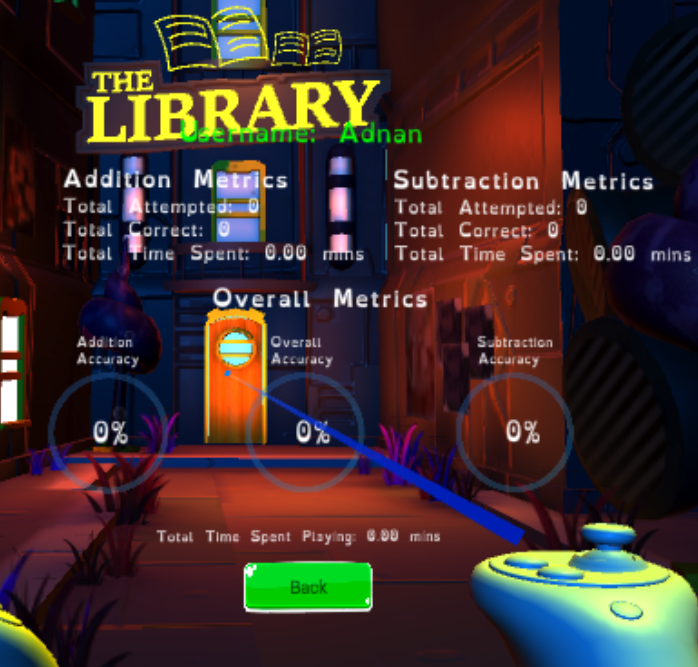 THE
LIBRARY
Username: Adnan
Addition Metrics
Total Attempted: 0
Total Correct: 0
Total Time Spent: 0.00 mins
Subtraction Metrics
Total Attempted: 0
Total Correct: 0
Total Time Spent: 0.00 mins
Overall Metrics
Addition
Accuracy
0%
Overall
Accuracy
0%
Subtraction
Accuracy
0%
Total Time Spent Playing: 0.00 mins
Back